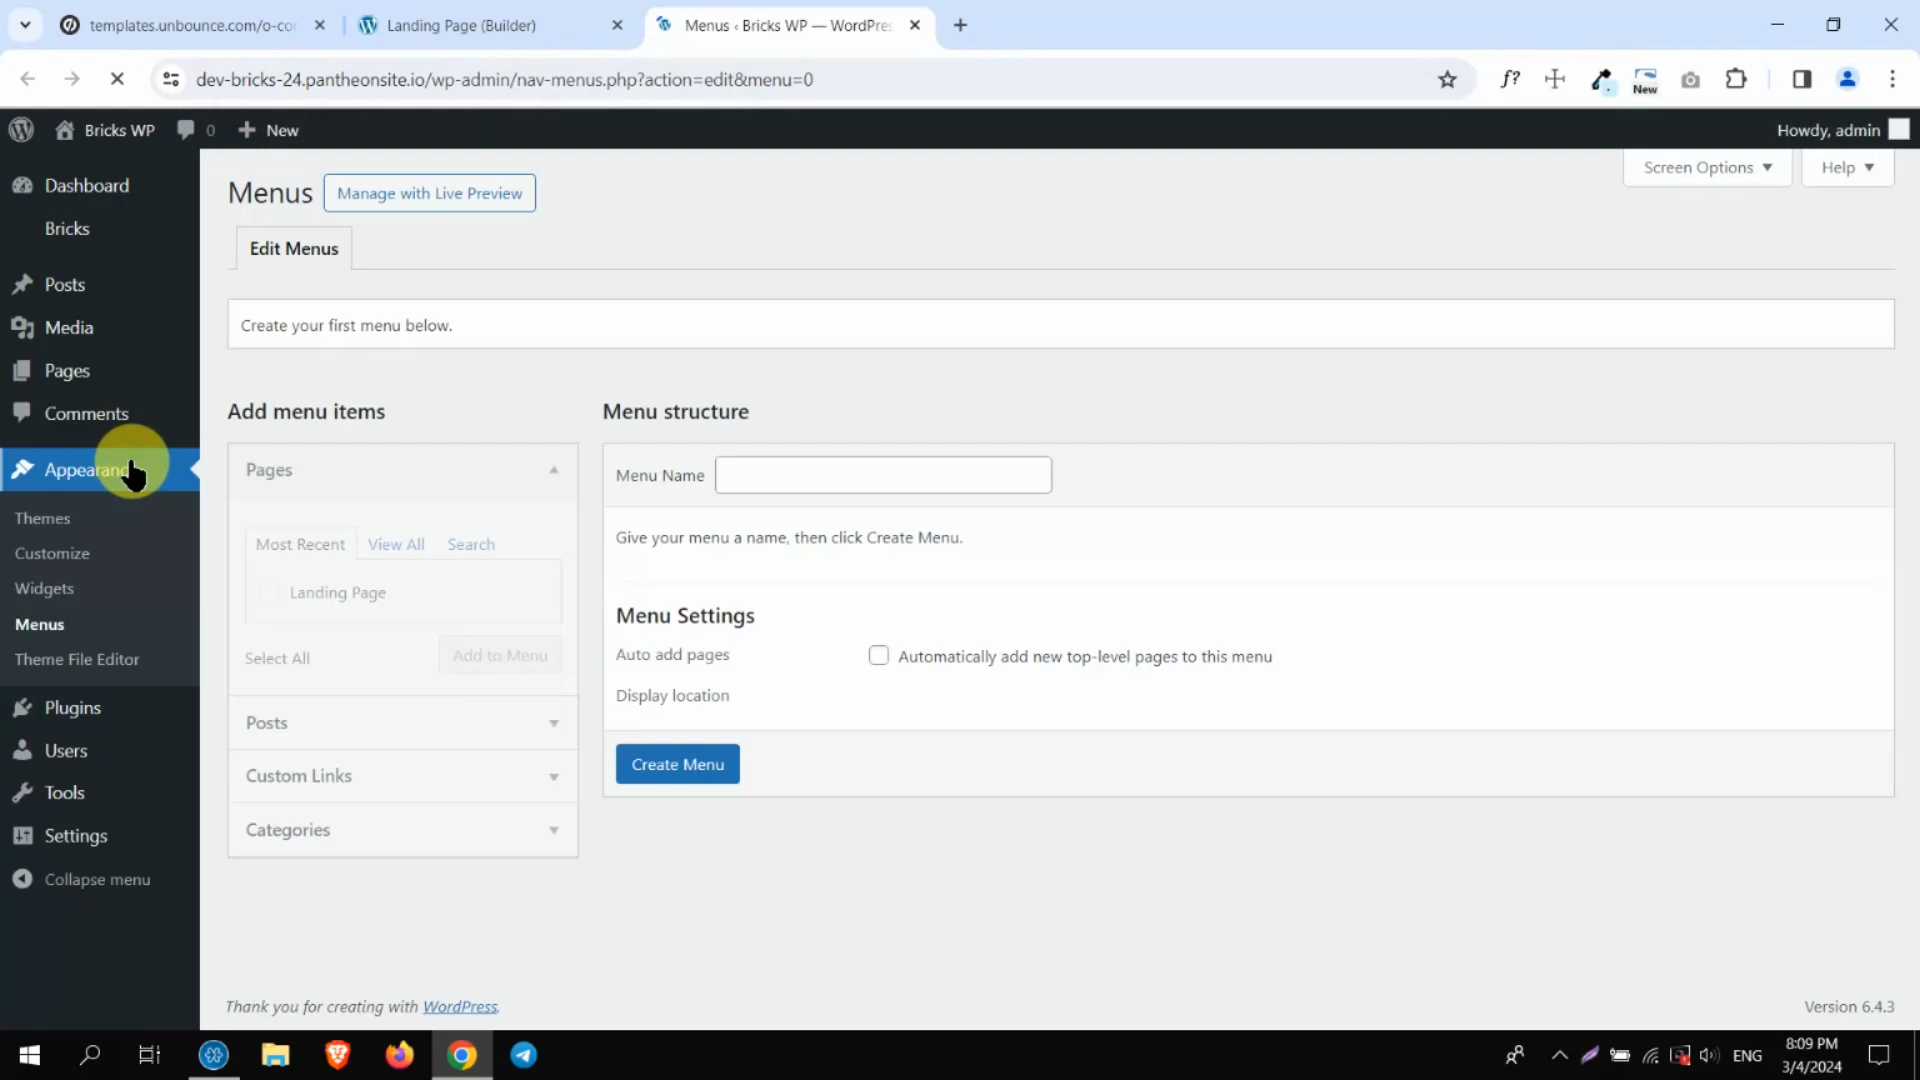 templates.unbounce.com/o-co
Landing Page (Builder)
Menus ‹ Bricks WP — WordPre
dev-bricks-24.pantheonsite.io/wp-admin/nav-menus.php?action=edit&menu=0
f?
New
Bricks WP
0
New
Howdy, admin
Dashboard
Bricks
Posts
Media
Pages
Comments
Appearanc
Themes
Customize
Widgets
Menus
Theme File Editor
Plugins
Users
Tools
Settings
Collapse menu
Screen Options
Help
Menus
Manage with Live Preview
Edit Menus
Create your first menu below.
Add menu items
Pages
Most Recent
View All
Search
Landing Page
Select All
Add to Menu
Posts
Custom Links
Categories
Menu structure
Menu Name
Give your menu a name, then click Create Menu.
Menu Settings
Auto add pages
Automatically add new top-level pages to this menu
Display location
Create Menu
Thank you for creating with WordPress.
Version 6.4.3
ENG
8:09 PM
3/4/2024